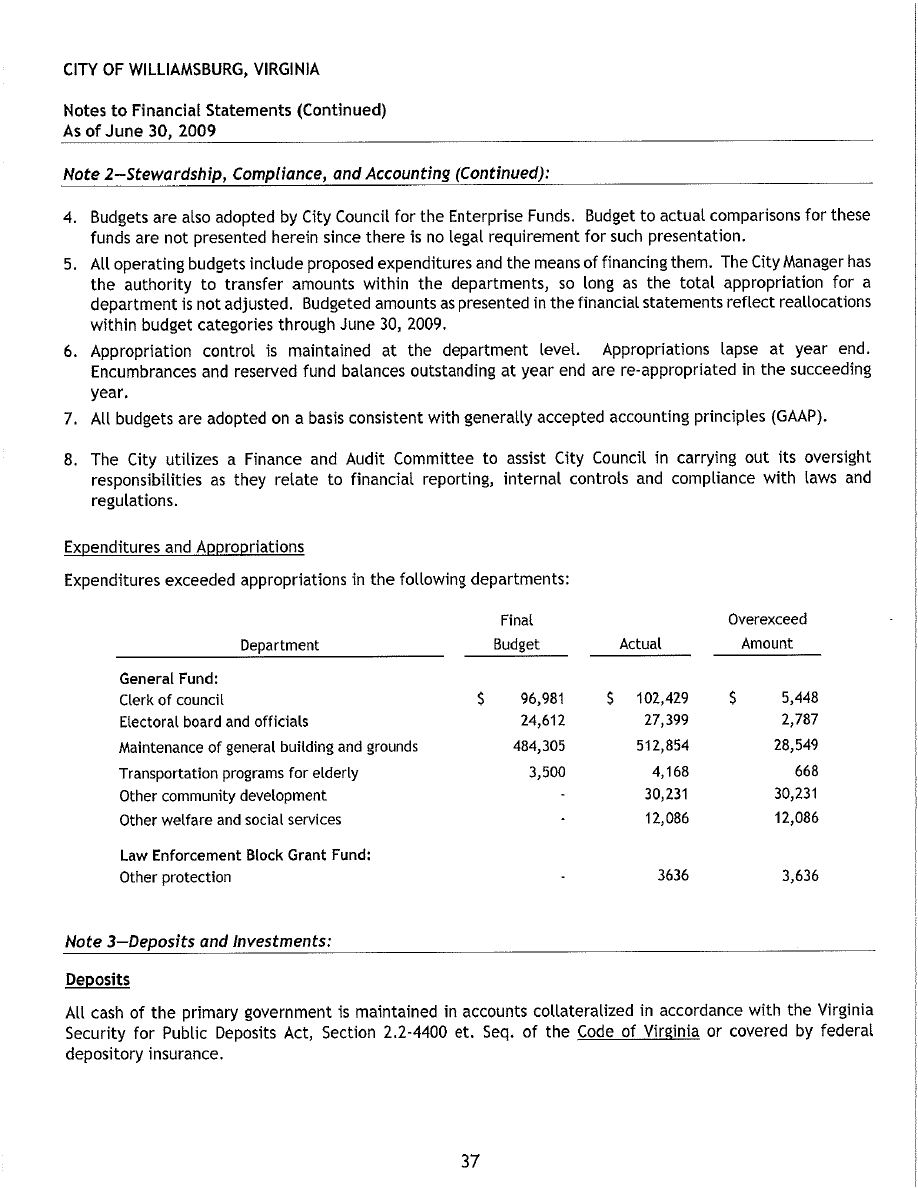 CITY OF WILLIAMSBURG, VIRGINIA
Notes to Financial Statements (Continued)
As of June 30, 2009
Note 2—Stewardship, Compliance, and Accounting (Continued):
4. Budgets are also adopted by City Council for the Enterprise Funds. Budget to actual comparisons for these
funds are not presented herein since there is no legal requirement for such presentation.
5. All operating budgets include proposed expenditures and the means of financing them. The City Manager has
the authority to transfer amounts within the departments, so long as the total appropriation for a
department is not adjusted. Budgeted amounts as presented in the financial statements reflect reallocations
within budget categories through June 30, 2009.
6. Appropriation control is maintained at the department level. Appropriations lapse at year end.
Encumbrances and reserved fund balances outstanding at year end are re-appropriated in the succeeding
year.
7. All budgets are adopted on a basis consistent with generally accepted accounting principles (GAAP).
8. The City utilizes a Finance and Audit Committee to assist City Council in carrying out its oversight
responsibilities as they relate to financial reporting, internal controls and compliance with laws and
regulations.
Expenditures and Appropriations
Expenditures exceeded appropriations in the following departments:
Final Overexceed
Department Budget Actual Amount
General Fund:
Clerk of council $ 96,981 $ 102,429 $ 5,448
Electoral board and officials 24,612 27,399 2,787
Maintenance of general building and grounds 484,305 512,854 28,549
Transportation programs for elderly 3,500 4,168 668
Other community development - 30,231 30,231
Other welfare and social services - 12,086 12,086
Law Enforcement Block Grant Fund:
Other protection - 3636 3,636
Note 3—Deposits and Investments:
Deposits
All cash of the primary government is maintained in accounts collateralized in accordance with the Virginia
Security for Public Deposits Act, Section 2.2-4400 et. Seq. of the Code of Virginia or covered by federal
depository insurance.
37